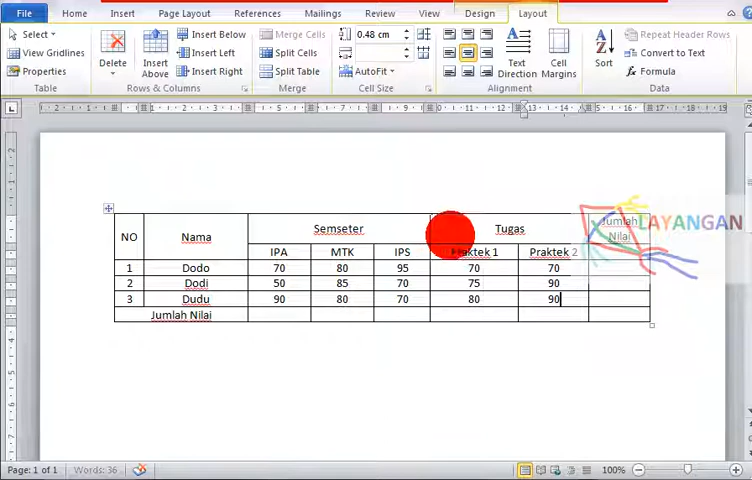 File Home Insert Page Layout References Mailings Review View Design Layout
Select
View Gridlines
Properties
Table
Delete
Insert Above
Insert Below
Insert Left
Insert Right
Rows & Columns
Merge Cells
Split Cells
Split Table
Merge
0.48 cm
AutoFit
Cell Size
Text Direction
Cell Margins
Alignment
Sort
Repeat Header Rows
Convert to Text
Formula
Data
NO Nama Semseter Tugas Jumlah Nilai
IPA MTK IPS Praktek 1 Praktek 2
1 Dodo 70 80 95 70 70
2 Dodi 50 85 70 75 90
3 Dudu 90 80 70 80 90
Jumlah Nilai
LAYANGAN
Page: 1 of 1 Words: 36 100%